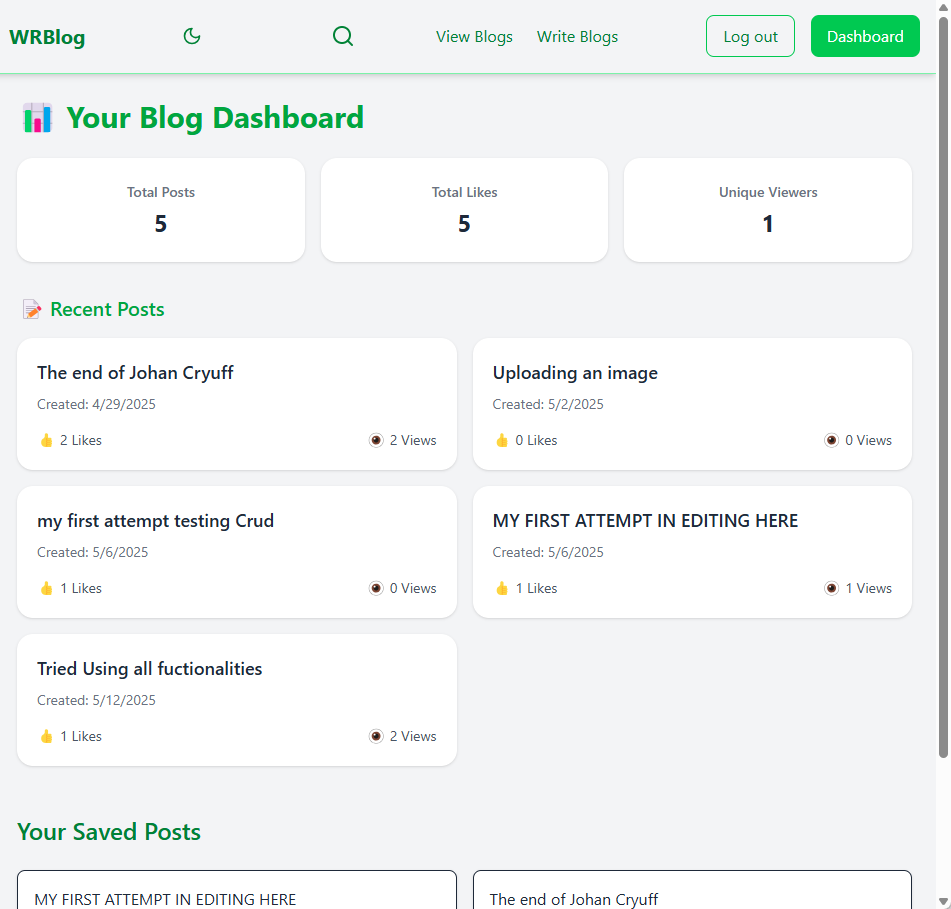 WRBlog
View Blogs
Write Blogs
Log out
Dashboard
Your Blog Dashboard
Total Posts
5
Total Likes
5
Unique Viewers
1
Recent Posts
The end of Johan Cryuff
Created: 4/29/2025
2 Likes
2 Views
Uploading an image
Created: 5/2/2025
0 Likes
0 Views
my first attempt testing Crud
Created: 5/6/2025
1 Likes
0 Views
MY FIRST ATTEMPT IN EDITING HERE
Created: 5/6/2025
1 Likes
1 Views
Tried Using all fuctionalities
Created: 5/12/2025
1 Likes
2 Views
Your Saved Posts
MY FIRST ATTEMPT IN EDITING HERE
The end of Johan Cryuff